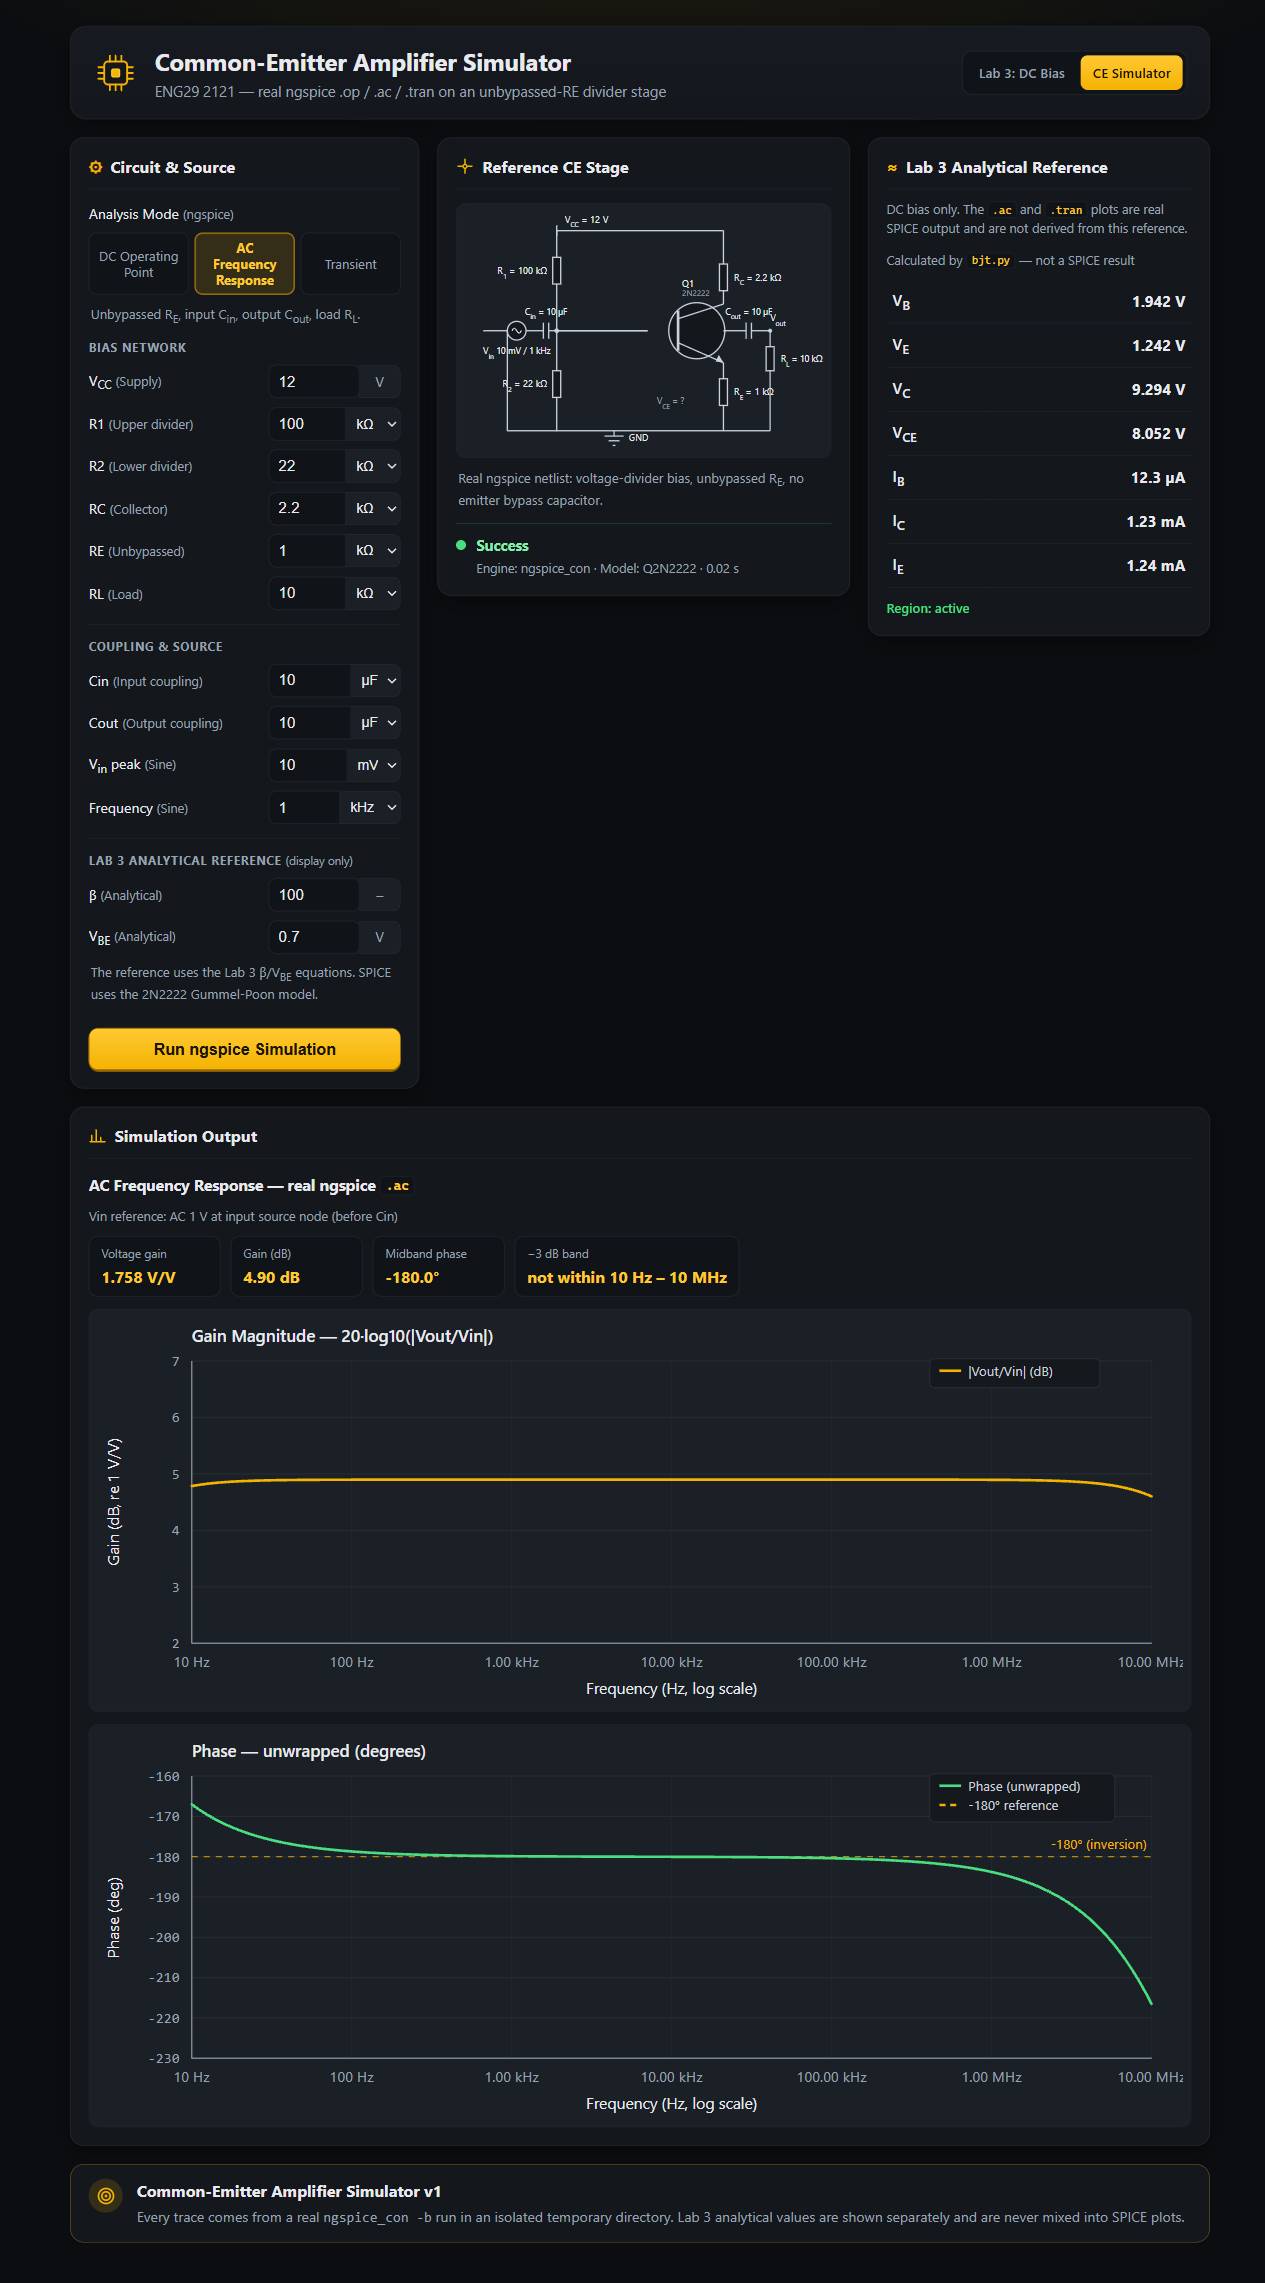 Common-Emitter Amplifier Simulator
ENG29 2121 — real ngspice .op / .ac / .tran on an unbypassed-RE divider stage
Lab 3: DC Bias
CE Simulator
Circuit & Source
Analysis Mode (ngspice)
DC Operating Point
AC Frequency Response
Transient
Unbypassed RE, input Cin, output Cout, load RL.
BIAS NETWORK
VCC (Supply) 12 V
R1 (Upper divider) 100 kΩ
R2 (Lower divider) 22 kΩ
RC (Collector) 2.2 kΩ
RE (Unbypassed) 1 kΩ
RL (Load) 10 kΩ
COUPLING & SOURCE
Cin (Input coupling) 10 µF
Cout (Output coupling) 10 µF
Vin peak (Sine) 10 mV
Frequency (Sine) 1 kHz
LAB 3 ANALYTICAL REFERENCE (display only)
β (Analytical) 100 –
VBE (Analytical) 0.7 V
The reference uses the Lab 3 β/VBE equations. SPICE
uses the 2N2222 Gummel-Poon model.
Run ngspice Simulation
Reference CE Stage
VCC = 12 V
R1 = 100 kΩ
RC = 2.2 kΩ
Q1
2N2222
Cin = 10 µF
Cout = 10 µF
Vout
Vin 10 mV / 1 kHz
RL = 10 kΩ
R2 = 22 kΩ
RE = 1 kΩ
VCE = ?
GND
Real ngspice netlist: voltage-divider bias, unbypassed RE, no
emitter bypass capacitor.
Success
Engine: ngspice_con · Model: Q2N2222 · 0.02 s
Lab 3 Analytical Reference
DC bias only. The .ac and .tran plots are real
SPICE output and are not derived from this reference.
Calculated by bjt.py — not a SPICE result
VB 1.942 V
VE 1.242 V
VC 9.294 V
VCE 8.052 V
IB 12.3 µA
IC 1.23 mA
IE 1.24 mA
Region: active
Simulation Output
AC Frequency Response — real ngspice .ac
Vin reference: AC 1 V at input source node (before Cin)
Voltage gain
1.758 V/V
Gain (dB)
4.90 dB
Midband phase
-180.0°
−3 dB band
not within 10 Hz – 10 MHz
Gain Magnitude — 20·log10(|Vout/Vin|)
|Vout/Vin| (dB)
Gain (dB, re 1 V/V)
7
6
5
4
3
2
10 Hz 100 Hz 1.00 kHz 10.00 kHz 100.00 kHz 1.00 MHz 10.00 MHz
Frequency (Hz, log scale)
Phase — unwrapped (degrees)
Phase (unwrapped)
-180° reference
-180° (inversion)
Phase (deg)
-160
-170
-180
-190
-200
-210
-220
-230
10 Hz 100 Hz 1.00 kHz 10.00 kHz 100.00 kHz 1.00 MHz 10.00 MHz
Frequency (Hz, log scale)
Common-Emitter Amplifier Simulator v1
Every trace comes from a real ngspice_con -b run in an isolated temporary directory. Lab 3 analytical values are shown separately and are never mixed into SPICE plots.